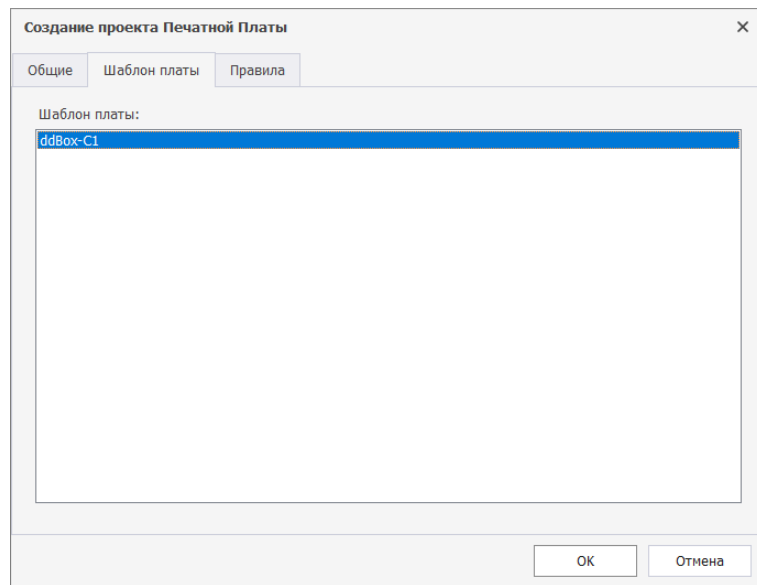 Создание проекта Печатной Платы
Общие Шаблон платы Правила
Шаблон платы:
ddBox-C1
OK Отмена